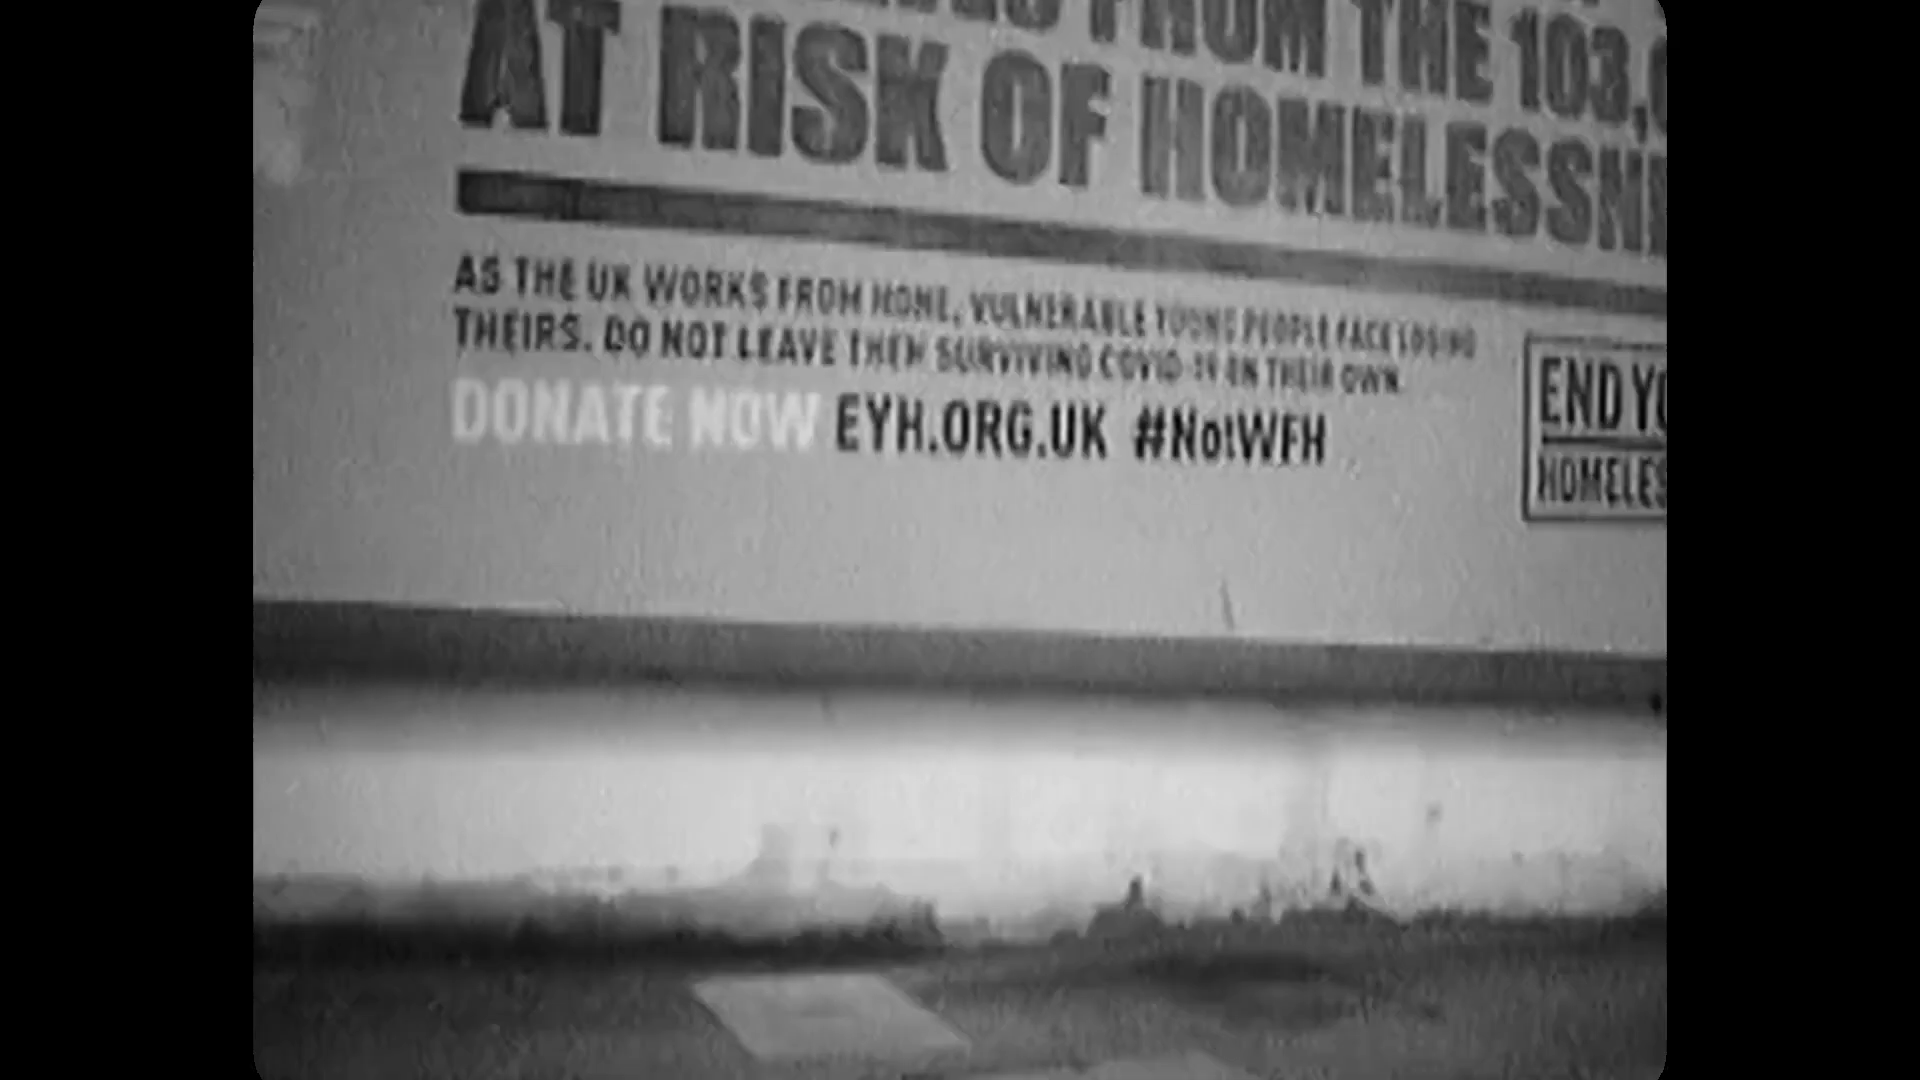 FROM THE 103,
AT RISK OF HOMELESSN
AS THE UK WORKS FROM HOME, VULNERABLE YOUNG PEOPLE FACE LOSING
THEIRS. DO NOT LEAVE THEM SURVIVING COVID-19 ON THEIR OWN
DONATE NOW EYH.ORG.UK #NotWFH
END YO
HOMELES